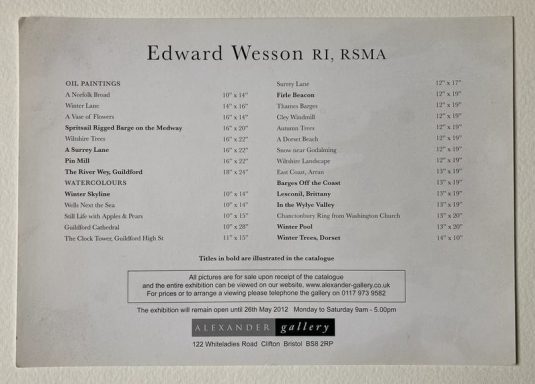 Edward Wesson RI, RSMA
OIL PAINTINGS
A Norfolk Broad 10" x 14"
Winter Lane 14" x 16"
A Vase of Flowers 16" x 14"
Spritsail Rigged Barge on the Medway 16" x 20"
Wiltshire Trees 16" x 22"
A Surrey Lane 16" x 22"
Pin Mill 16" x 22"
The River Wey, Guildford 18" x 24"
WATERCOLOURS
Winter Skyline 10" x 14"
Wells Next the Sea 10" x 14"
Still Life with Apples & Pears 10" x 15"
Guildford Cathedral 10" x 28"
The Clock Tower, Guildford High St 11" x 15"
Surrey Lane 12" x 17"
Firle Beacon 12" x 19"
Thames Barges 12" x 19"
Cley Windmill 12" x 19"
Autumn Trees 12" x 19"
A Dorset Beach 12" x 19"
Snow near Godalming 12" x 19"
Wiltshire Landscape 12" x 19"
East Coast, Arran 13" x 19"
Barges Off the Coast 13" x 19"
Lesconil, Brittany 13" x 19"
In the Wylye Valley 13" x 19"
Chanctonbury Ring from Washington Church 13" x 20"
Winter Pool 13" x 20"
Winter Trees, Dorset 14" x 10"
Titles in bold are illustrated in the catalogue
All pictures are for sale upon receipt of the catalogue
and the entire exhibition can be viewed on our website, www.alexander-gallery.co.uk
For prices or to arrange a viewing please telephone the gallery on 0117 973 9582
The exhibition will remain open until 26th May 2012 Monday to Saturday 9am - 5.00pm
ALEXANDER gallery
122 Whiteladies Road Clifton Bristol BS8 2RP